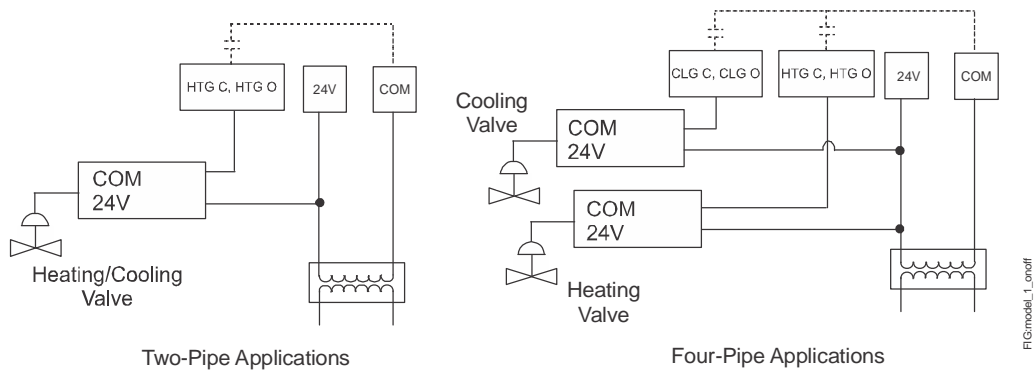 HTG C, HTG O
24V
COM
COM
24V
Heating/Cooling
Valve
Two-Pipe Applications
CLG C, CLG O
HTG C, HTG O
24V
COM
Cooling
Valve
COM
24V
COM
24V
Heating
Valve
Four-Pipe Applications
FIG:model_1_onoff